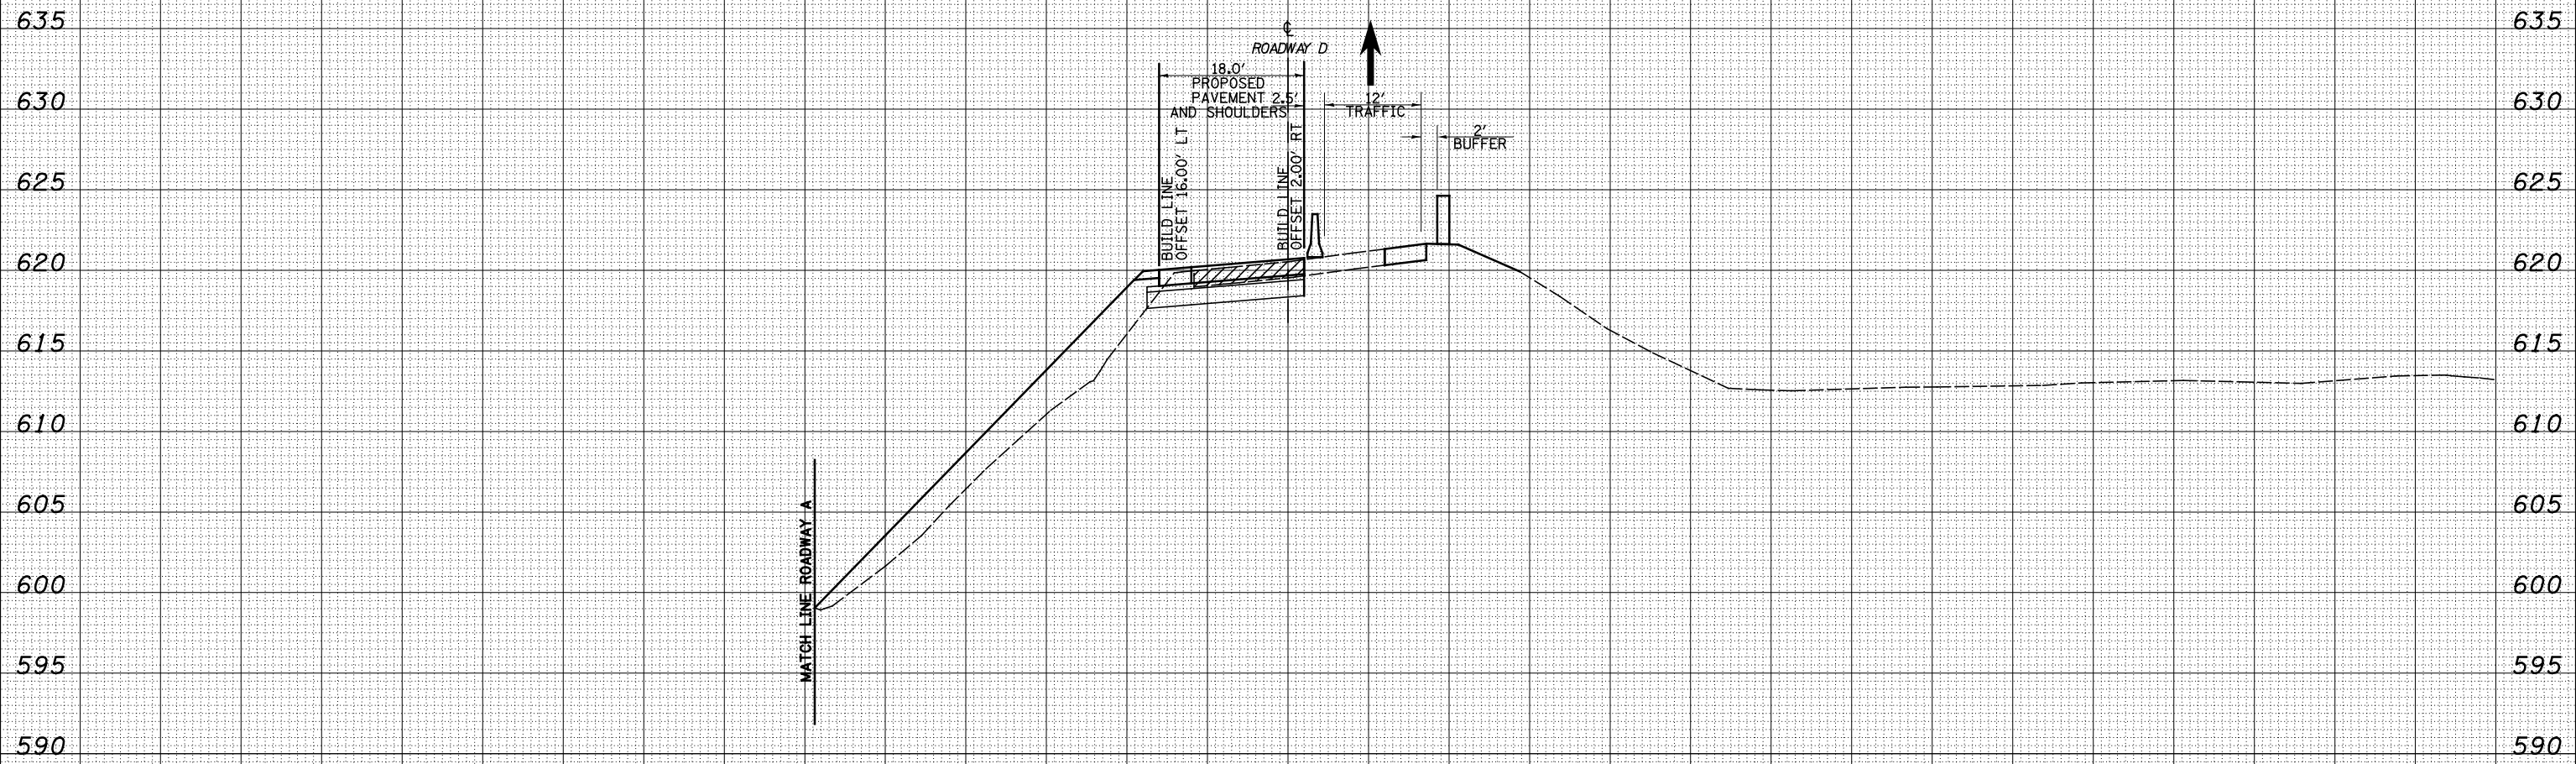 635 635
℄
ROADWAY D
18.0'
PROPOSED
PAVEMENT 2.5'
AND SHOULDERS
12'
TRAFFIC
630 630
2'
BUFFER
BUILD LINE
OFFSET 16.00' LT
BUILD LINE
OFFSET 2.00' RT
625 625
620 620
615 615
610 610
605 605
MATCH LINE ROADWAY A
600 600
595 595
590 590